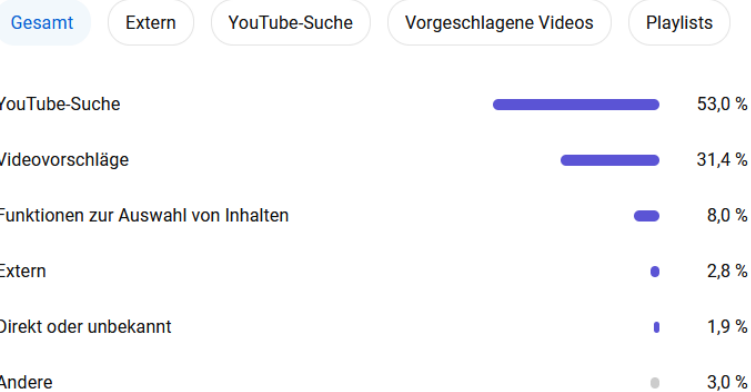 Gesamt Extern YouTube-Suche Vorgeschlagene Videos Playlists
YouTube-Suche 53,0 %
Videovorschläge 31,4 %
Funktionen zur Auswahl von Inhalten 8,0 %
Extern 2,8 %
Direkt oder unbekannt 1,9 %
Andere 3,0 %